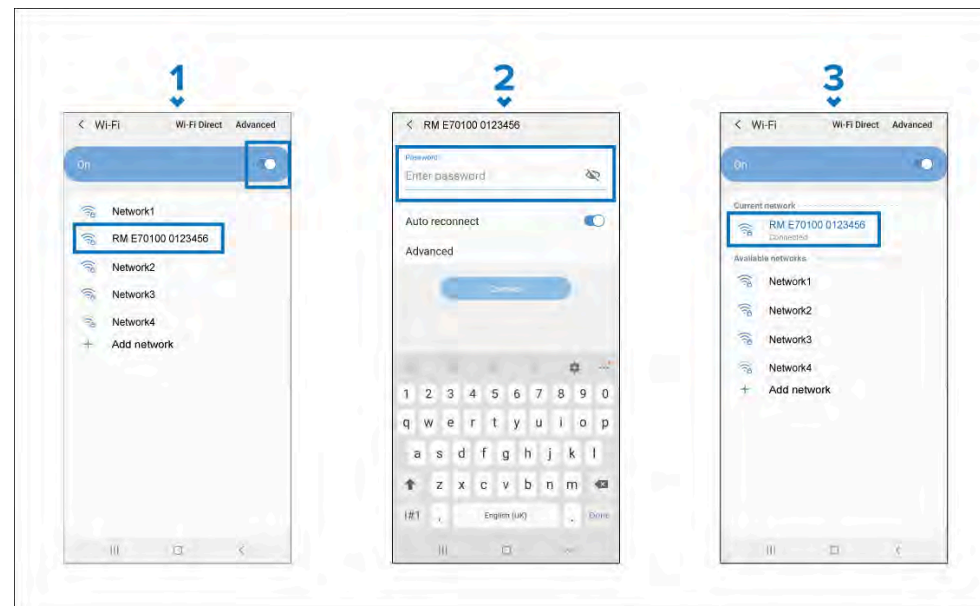 1
< Wi-Fi Wi-Fi Direct Advanced
On
Network1
RM E70100 0123456
Network2
Network3
Network4
+ Add network
2
< RM E70100 0123456
Password
Enter password
Auto reconnect
Advanced
Connect
1 2 3 4 5 6 7 8 9 0
q w e r t y u i o p
a s d f g h j k l
z x c v b n m
!#1 , English (UK) . Done
3
< Wi-Fi Wi-Fi Direct Advanced
On
Current network
RM E70100 0123456
Connected
Available networks
Network1
Network2
Network3
Network4
+ Add network